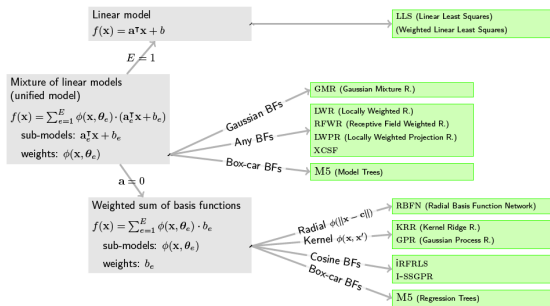 Linear model
f(x) = aᵀx + b
LLS (Linear Least Squares)
(Weighted Linear Least Squares)
E = 1
Mixture of linear models
(unified model)
f(x) = ∑ᴱₑ₌₁ ϕ(x, θₑ)·(aₑᵀx+bₑ)
sub-models: aₑᵀx + bₑ
weights: ϕ(x, θₑ)
Gaussian BFs
GMR (Gaussian Mixture R.)
Any BFs
LWR (Locally Weighted R.)
RFWR (Receptive Field Weighted R.)
LWPR (Locally Weighted Projection R.)
XCSF
Box-car BFs
M5 (Model Trees)
a = 0
Weighted sum of basis functions
f(x) = ∑ᴱₑ₌₁ ϕ(x, θₑ) · bₑ
sub-models: ϕ(x, θₑ)
weights: bₑ
Radial ϕ(||x − c||)
RBFN (Radial Basis Function Network)
Kernel ϕ(x, x′)
KRR (Kernel Ridge R.)
GPR (Gaussian Process R.)
Cosine BFs
iRFRLS
I-SSGPR
Box-car BFs
M5 (Regression Trees)